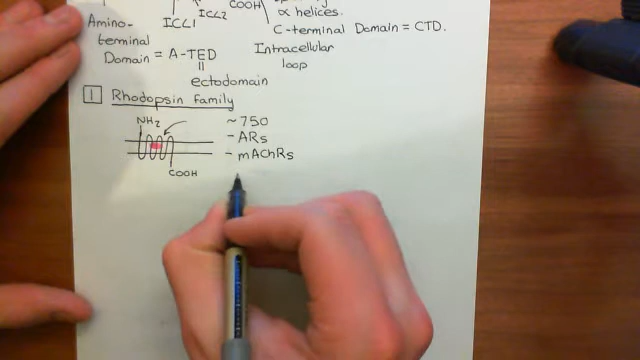 ICL1
ICL2
COOH
α helices.
C-terminal Domain = CTD.
Amino-
terminal
Domain = A-TED
Intracellular
loop
ectodomain
1 Rhodopsin family
NH2
COOH
~750
- ARs
- mAChRs